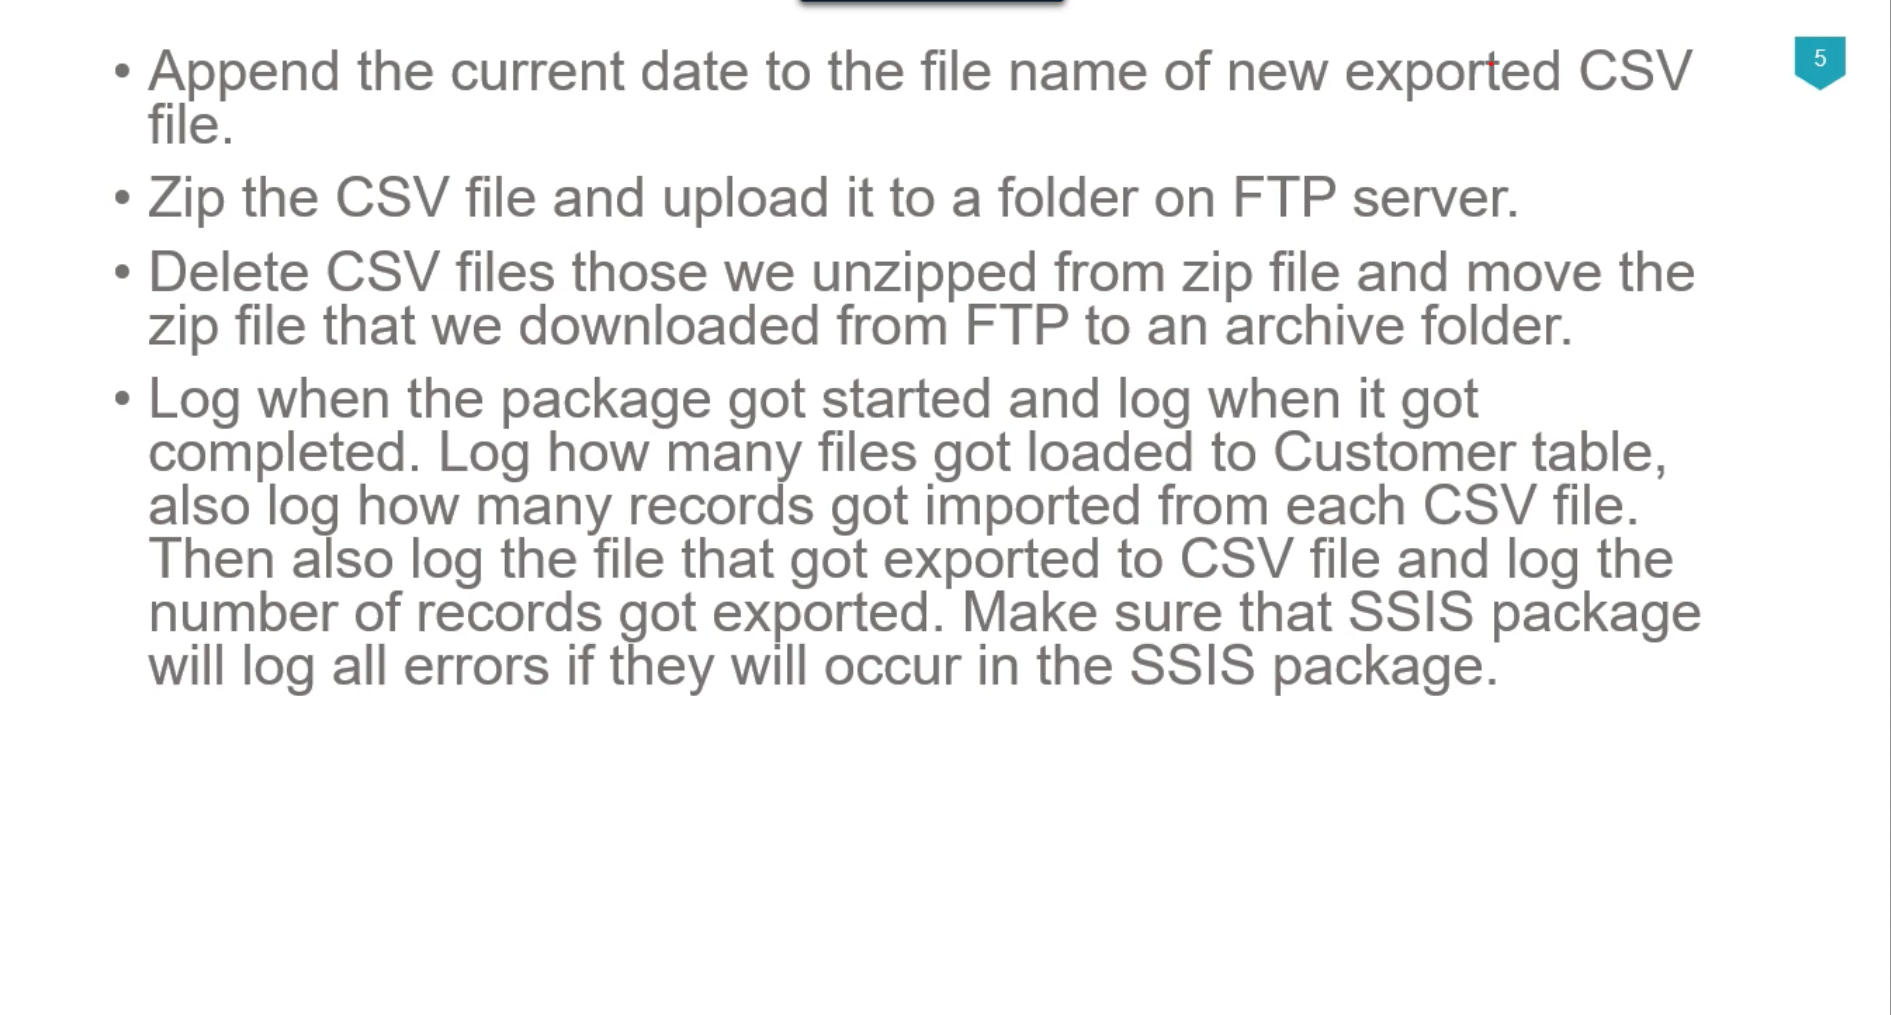 5
• Append the current date to the file name of new exported CSV
file.
• Zip the CSV file and upload it to a folder on FTP server.
• Delete CSV files those we unzipped from zip file and move the
zip file that we downloaded from FTP to an archive folder.
• Log when the package got started and log when it got
completed. Log how many files got loaded to Customer table,
also log how many records got imported from each CSV file.
Then also log the file that got exported to CSV file and log the
number of records got exported. Make sure that SSIS package
will log all errors if they will occur in the SSIS package.